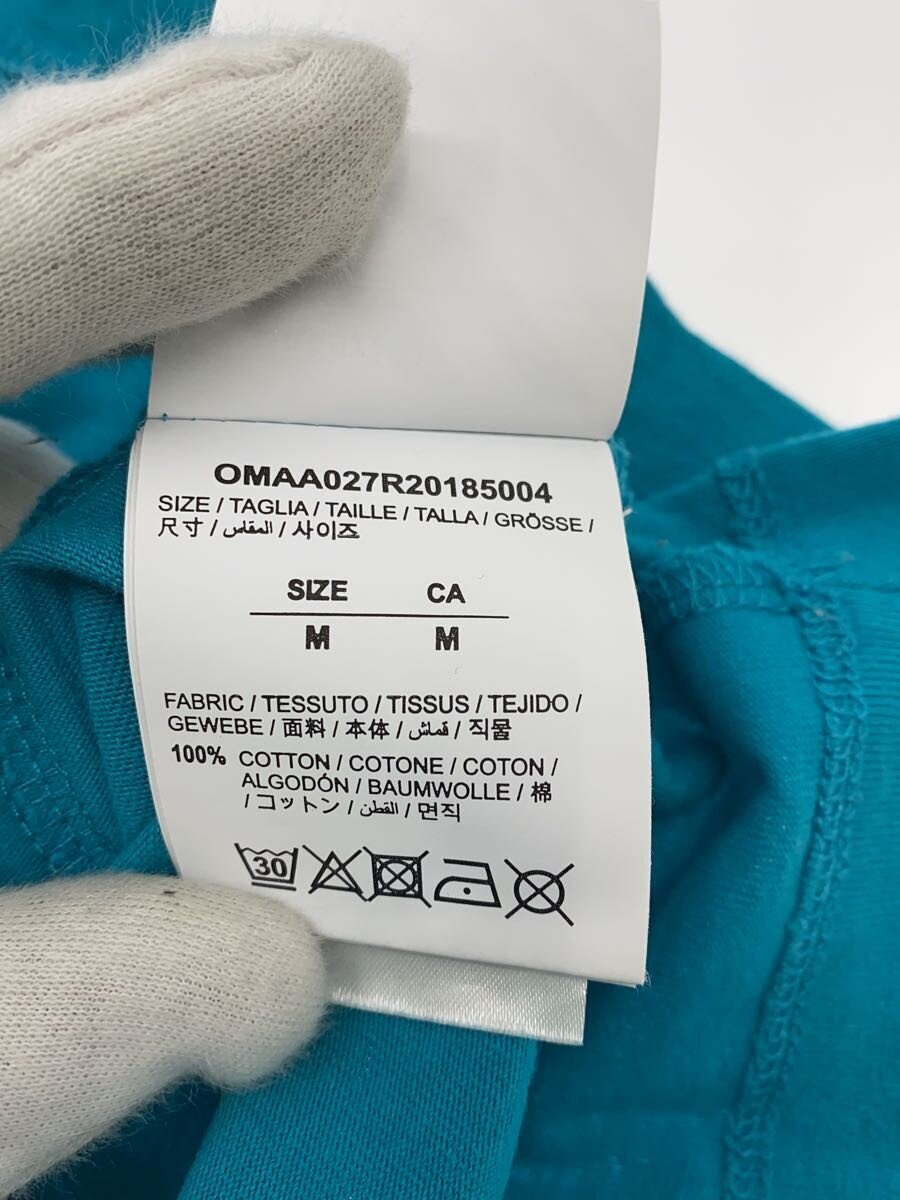 OMAA027R20185004
SIZE / TAGLIA / TAILLE / TALLA / GRÖSSE /
尺寸 / المقاس / 사이즈
SIZE CA
M M
FABRIC / TESSUTO / TISSUS / TEJIDO /
GEWEBE / 面料 / 本体 / قماش / 직물
100% COTTON / COTONE / COTON /
ALGODÓN / BAUMWOLLE / 棉
/ コットン / القطن / 면직
30